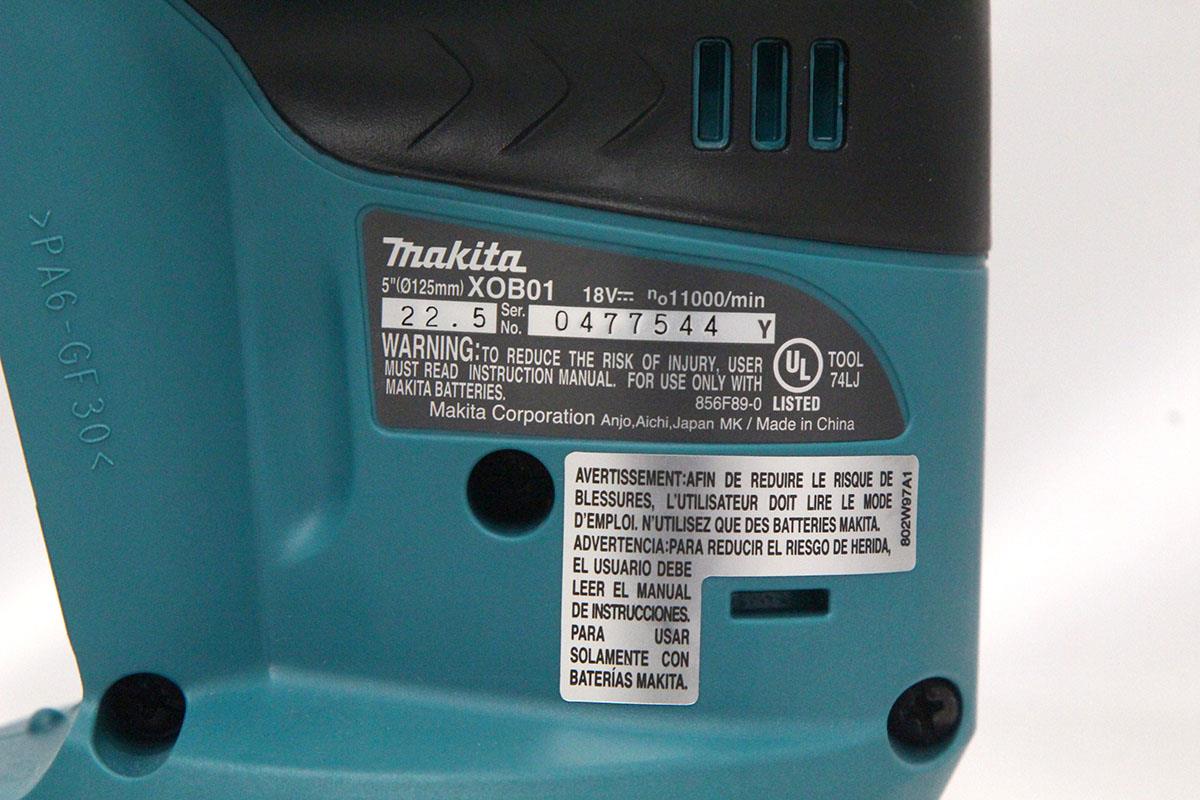 >PA6-GF30<
makita
5"(Ø125mm) XOB01 18V⎓ n₀11000/min
22.5 Ser. No. 0477544 Y
WARNING: TO REDUCE THE RISK OF INJURY, USER
MUST READ INSTRUCTION MANUAL. FOR USE ONLY WITH
MAKITA BATTERIES.
856F89-0
UL
LISTED
TOOL
74LJ
Makita Corporation Anjo,Aichi,Japan MK / Made in China
AVERTISSEMENT:AFIN DE REDUIRE LE RISQUE DE
BLESSURES, L'UTILISATEUR DOIT LIRE LE MODE
D'EMPLOI. N'UTILISEZ QUE DES BATTERIES MAKITA.
ADVERTENCIA:PARA REDUCIR EL RIESGO DE HERIDA,
EL USUARIO DEBE
LEER EL MANUAL
DE INSTRUCCIONES.
PARA USAR
SOLAMENTE CON
BATERÍAS MAKITA.
802W97A1